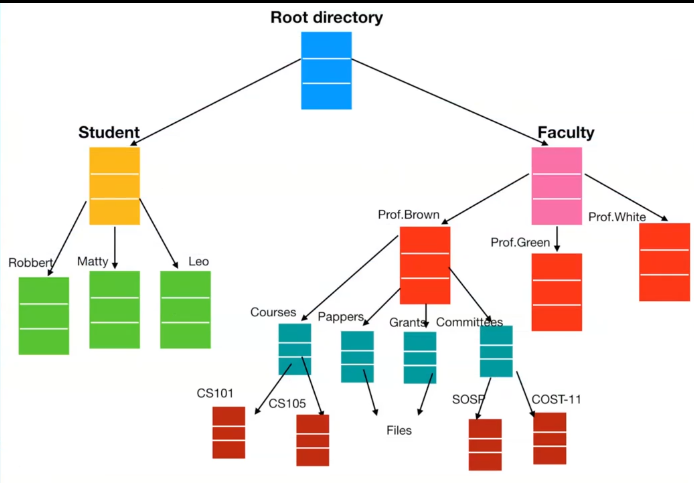 Root directory
Student
Faculty
Prof.Brown
Prof.White
Prof.Green
Robbert
Matty
Leo
Courses
Pappers
Grants
Committees
CS101
CS105
SOSP
COST-11
Files